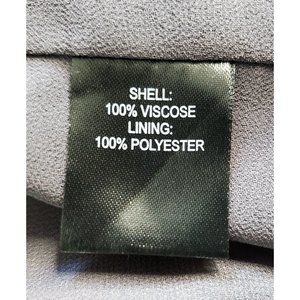 SHELL:
100% VISCOSE
LINING:
100% POLYESTER